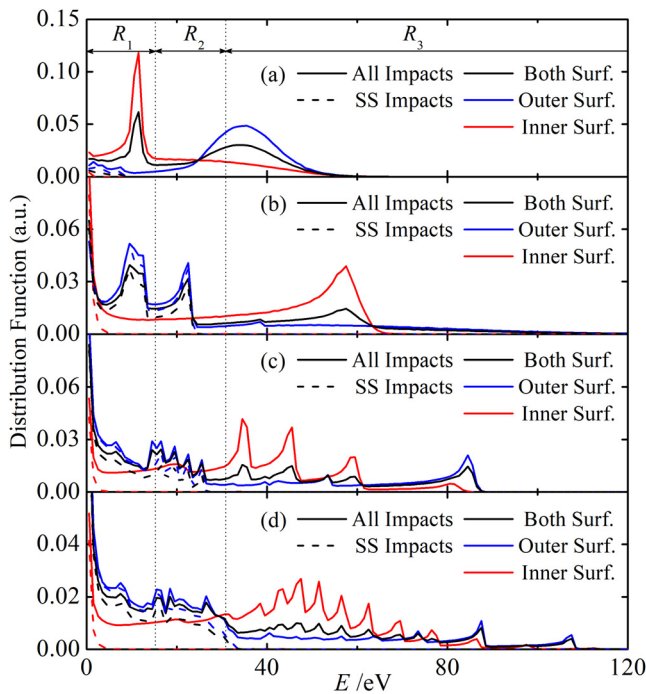 R₁ R₂ R₃
0.15
(a) All Impacts Both Surf.
0.10
SS Impacts Outer Surf.
Inner Surf.
0.05
0.00
(b) All Impacts Both Surf.
0.06
SS Impacts Outer Surf.
Inner Surf.
0.03
0.00
(c) All Impacts Both Surf.
0.06
SS Impacts Outer Surf.
Inner Surf.
0.03
0.00
(d) All Impacts Both Surf.
0.04
SS Impacts Outer Surf.
Inner Surf.
0.02
0.00
0 40 80 120
E /eV
Distribution Function (a.u.)